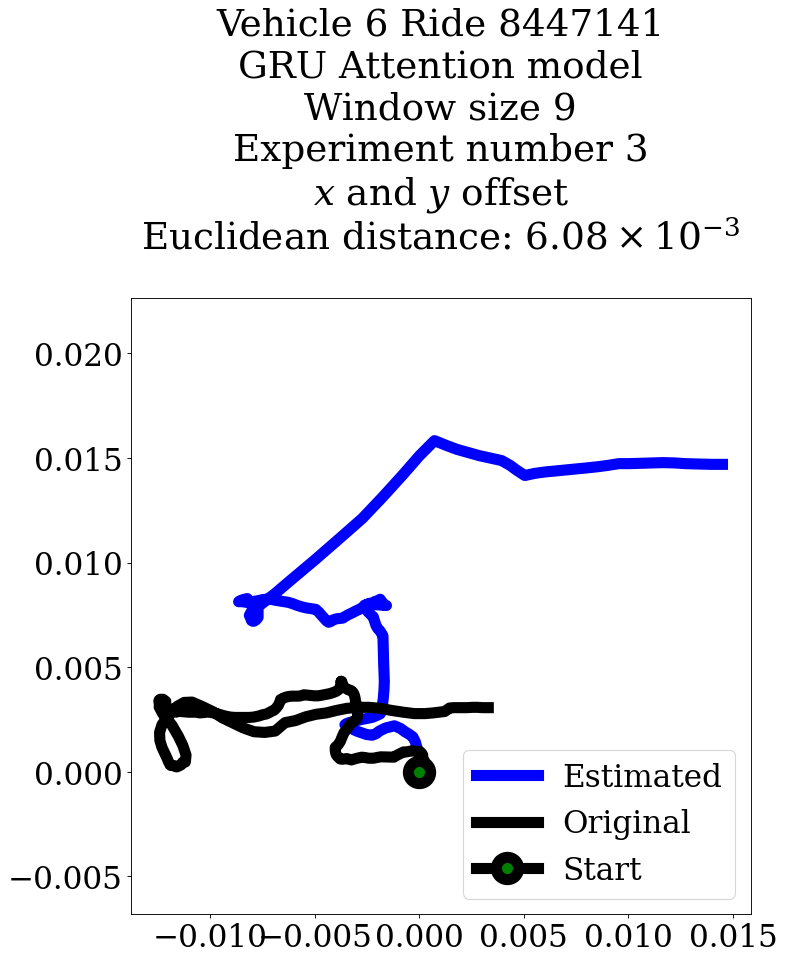 Vehicle 6 Ride 8447141
GRU Attention model
Window size 9
Experiment number 3
x and y offset
Euclidean distance: 6.08 × 10⁻³
0.020
0.015
0.010
0.005
0.000
−0.005
Estimated
Original
Start
−0.010 −0.005 0.000 0.005 0.010 0.015